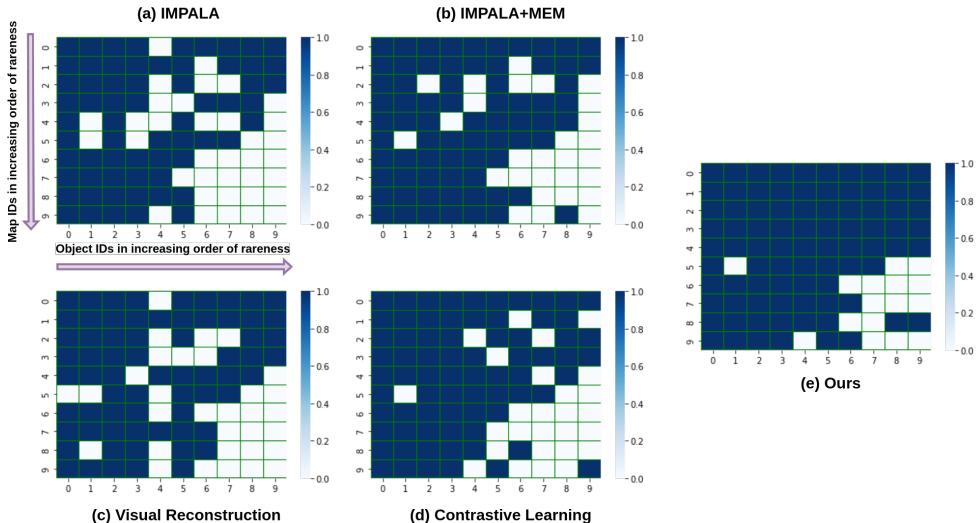 (a) IMPALA
(b) IMPALA+MEM
Map IDs in increasing order of rareness
0 1 2 3 4 5 6 7 8 9
0 1 2 3 4 5 6 7 8 9
1.0 0.8 0.6 0.4 0.2 0.0
0 1 2 3 4 5 6 7 8 9
0 1 2 3 4 5 6 7 8 9
1.0 0.8 0.6 0.4 0.2 0.0
Object IDs in increasing order of rareness
0 1 2 3 4 5 6 7 8 9
0 1 2 3 4 5 6 7 8 9
1.0 0.8 0.6 0.4 0.2 0.0
(c) Visual Reconstruction
0 1 2 3 4 5 6 7 8 9
0 1 2 3 4 5 6 7 8 9
1.0 0.8 0.6 0.4 0.2 0.0
(d) Contrastive Learning
0 1 2 3 4 5 6 7 8 9
0 1 2 3 4 5 6 7 8 9
1.0 0.8 0.6 0.4 0.2 0.0
(e) Ours